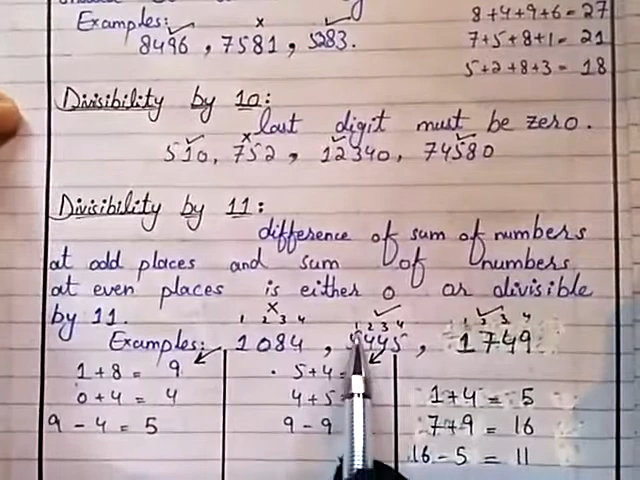 Examples:
8496, 7581, 5283.
8+4+9+6=27
7+5+8+1= 21
5+2+8+3= 18
Divisibility by 10:
last digit must be zero.
510, 752, 12340, 74580
Divisibility by 11:
difference of sum of numbers
at odd places and sum of numbers
at even places is either 0 or divisible
by 11.
1 2 3 4 1 2 3 4 1 2 3 4
Examples: 1084, 5445, 1749
1+8 = 9
0+4 = 4
9-4 = 5
5+4=
4+5
9-9
1+4= 5
7+9= 16
16-5 = 11